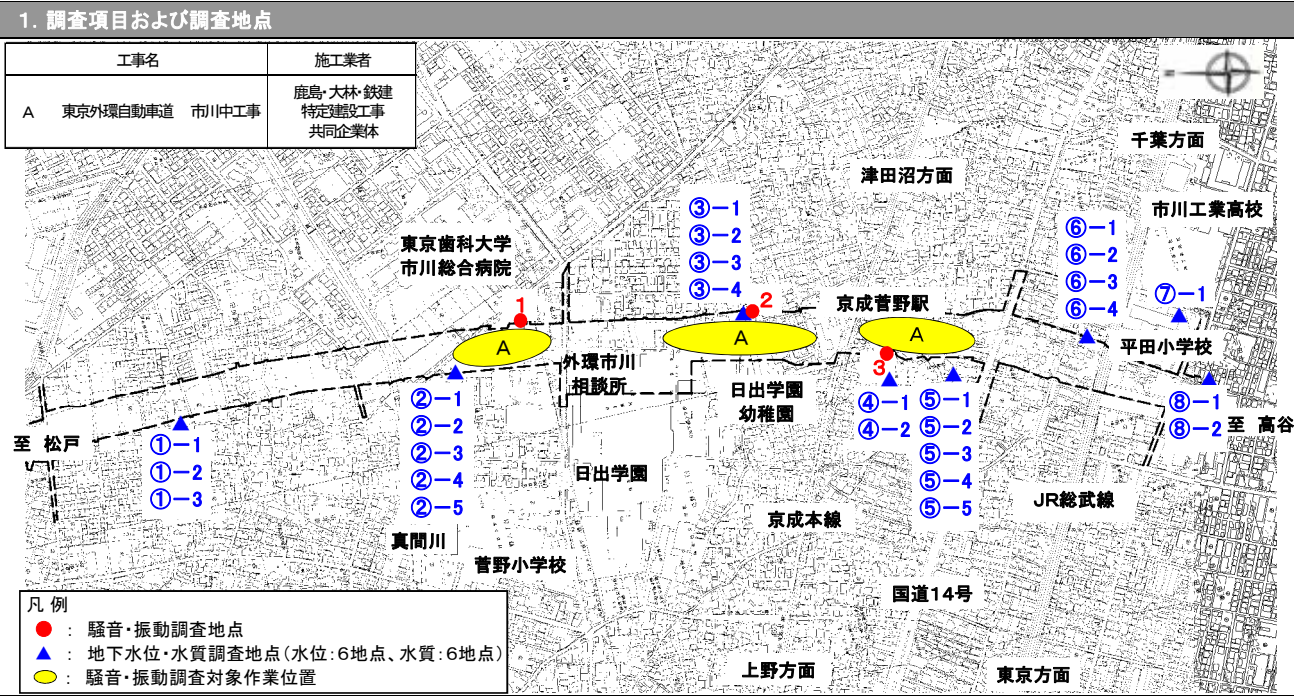 1. 調査項目および調査地点
工事名
施工業者
A 東京外環自動車道 市川中工事
鹿島・大林・鉄建
特定建設工事
共同企業体
千葉方面
津田沼方面
市川工業高校
③-1
③-2
③-3
③-4
⑥-1
⑥-2
⑥-3
⑥-4
東京歯科大学
市川総合病院
⑦-1
1
2
京成菅野駅
A
A
A
平田小学校
外環市川
相談所
3
日出学園
幼稚園
②-1
②-2
②-3
②-4
②-5
④-1
④-2
⑤-1
⑤-2
⑤-3
⑤-4
⑤-5
⑧-1
⑧-2
至 高谷
至 松戸
①-1
①-2
①-3
日出学園
JR総武線
京成本線
真間川
菅野小学校
国道14号
凡 例
● : 騒音・振動調査地点
▲ : 地下水位・水質調査地点(水位:6地点、水質:6地点)
: 騒音・振動調査対象作業位置
上野方面
東京方面